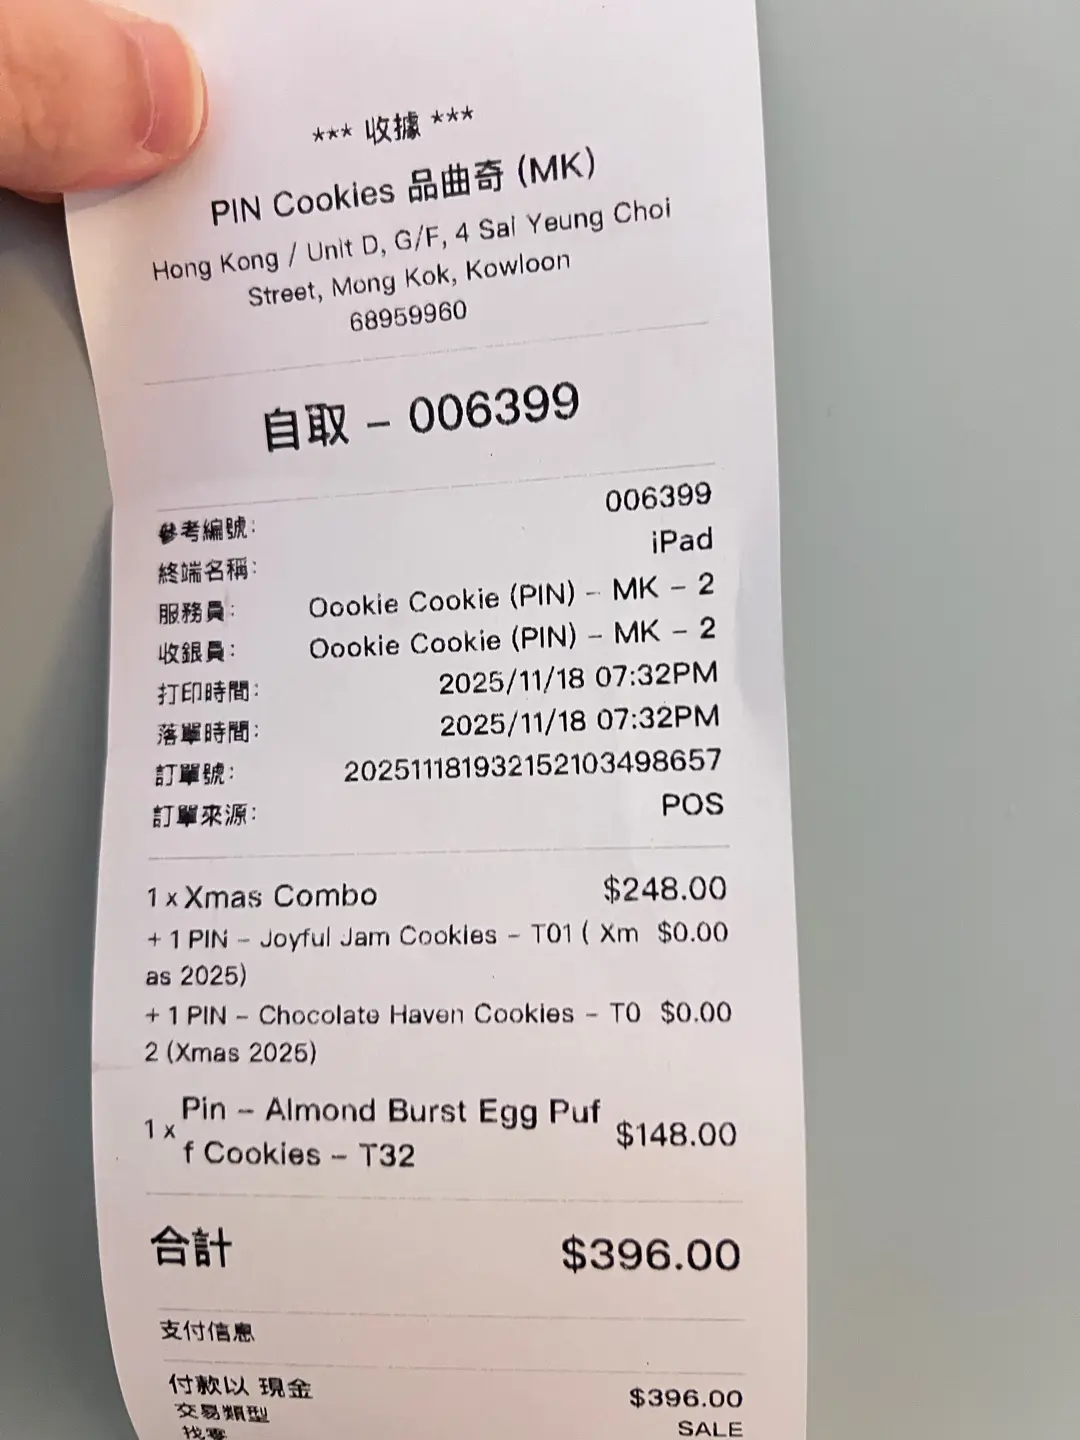 *** 收據 ***
PIN Cookies 品曲奇 (MK)
Hong Kong / Unit D, G/F, 4 Sai Yeung Choi
Street, Mong Kok, Kowloon
68959960
自取 – 006399
參考編號: 006399
終端名稱: iPad
服務員: Oookie Cookie (PIN) – MK – 2
收銀員: Oookie Cookie (PIN) – MK – 2
打印時間: 2025/11/18 07:32PM
落單時間: 2025/11/18 07:32PM
訂單號: 202511181932152103498657
訂單來源: POS
1 x Xmas Combo $248.00
+ 1 PIN – Joyful Jam Cookies – T01 ( Xm $0.00
as 2025)
+ 1 PIN – Chocolate Haven Cookies – T0 $0.00
2 (Xmas 2025)
1 x Pin – Almond Burst Egg Puf $148.00
f Cookies – T32
合計 $396.00
支付信息
付款以 現金 $396.00
交易類型 SALE
找零